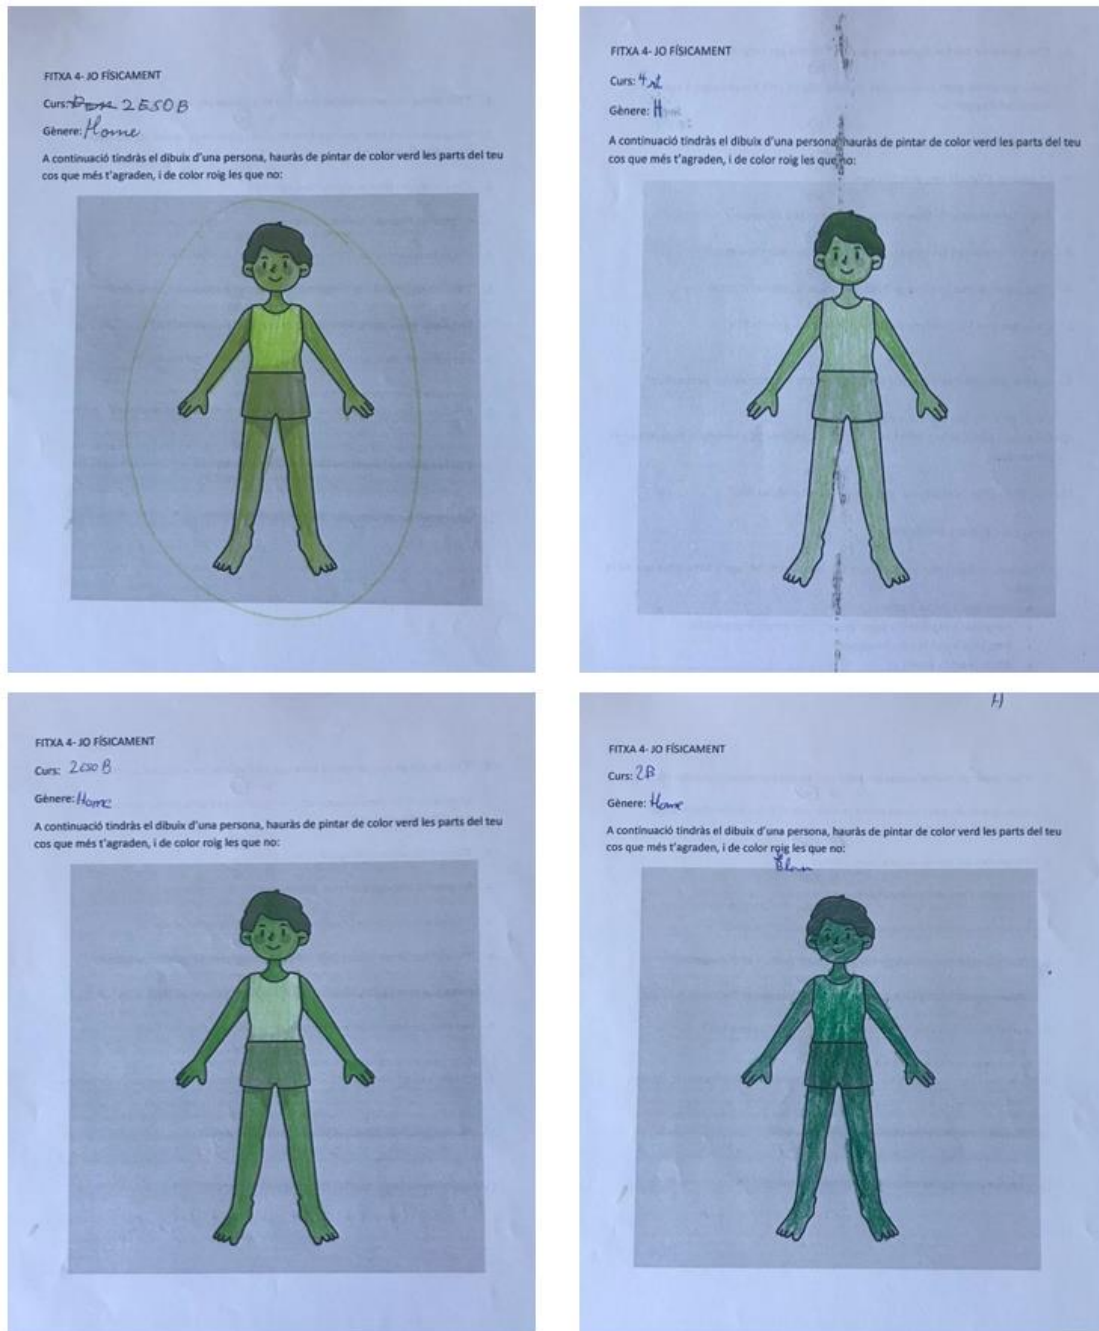 FITXA 4- JO FÍSICAMENT
Curs: 2ESOB
Gènere: Home
A continuació tindràs el dibuix d'una persona, hauràs de pintar de color verd les parts del teu
cos que més t'agraden, i de color roig les que no:
FITXA 4- JO FÍSICAMENT
Curs: 4rt
Gènere: H
A continuació tindràs el dibuix d'una persona, hauràs de pintar de color verd les parts del teu
cos que més t'agraden, i de color roig les que no:
FITXA 4- JO FÍSICAMENT
Curs: 2eso B
Gènere: Home
A continuació tindràs el dibuix d'una persona, hauràs de pintar de color verd les parts del teu
cos que més t'agraden, i de color roig les que no:
H
FITXA 4- JO FÍSICAMENT
Curs: 2B
Gènere: Home
A continuació tindràs el dibuix d'una persona, hauràs de pintar de color verd les parts del teu
cos que més t'agraden, i de color roig les que no: